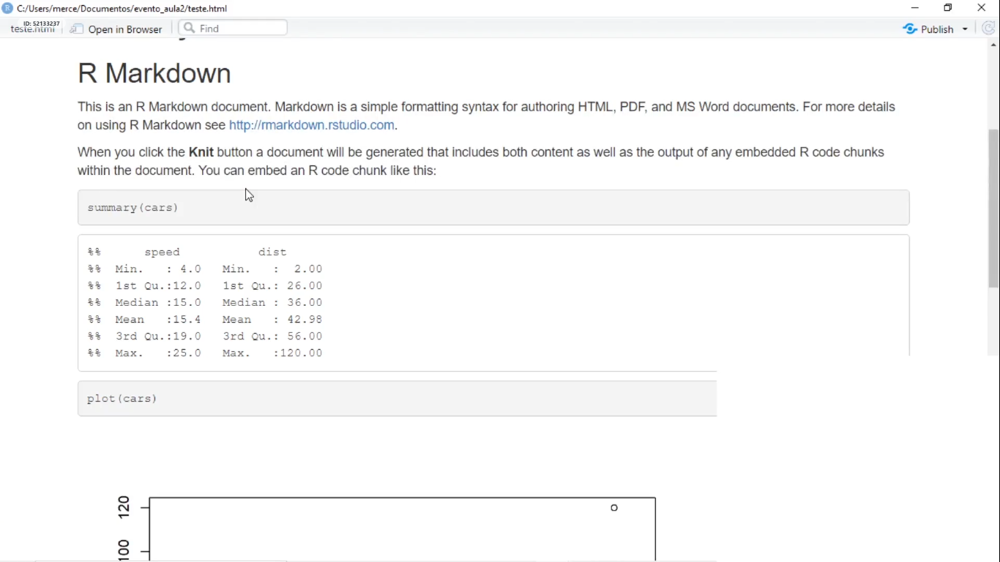 C:/Users/merce/Documentos/evento_aula2/teste.html
ID: 52133237
teste.html Open in Browser Find Publish
R Markdown
This is an R Markdown document. Markdown is a simple formatting syntax for authoring HTML, PDF, and MS Word documents. For more details
on using R Markdown see http://rmarkdown.rstudio.com.
When you click the Knit button a document will be generated that includes both content as well as the output of any embedded R code chunks
within the document. You can embed an R code chunk like this:
summary(cars)
%% speed dist
%% Min. : 4.0 Min. : 2.00
%% 1st Qu.:12.0 1st Qu.: 26.00
%% Median :15.0 Median : 36.00
%% Mean :15.4 Mean : 42.98
%% 3rd Qu.:19.0 3rd Qu.: 56.00
%% Max. :25.0 Max. :120.00
plot(cars)
120
100